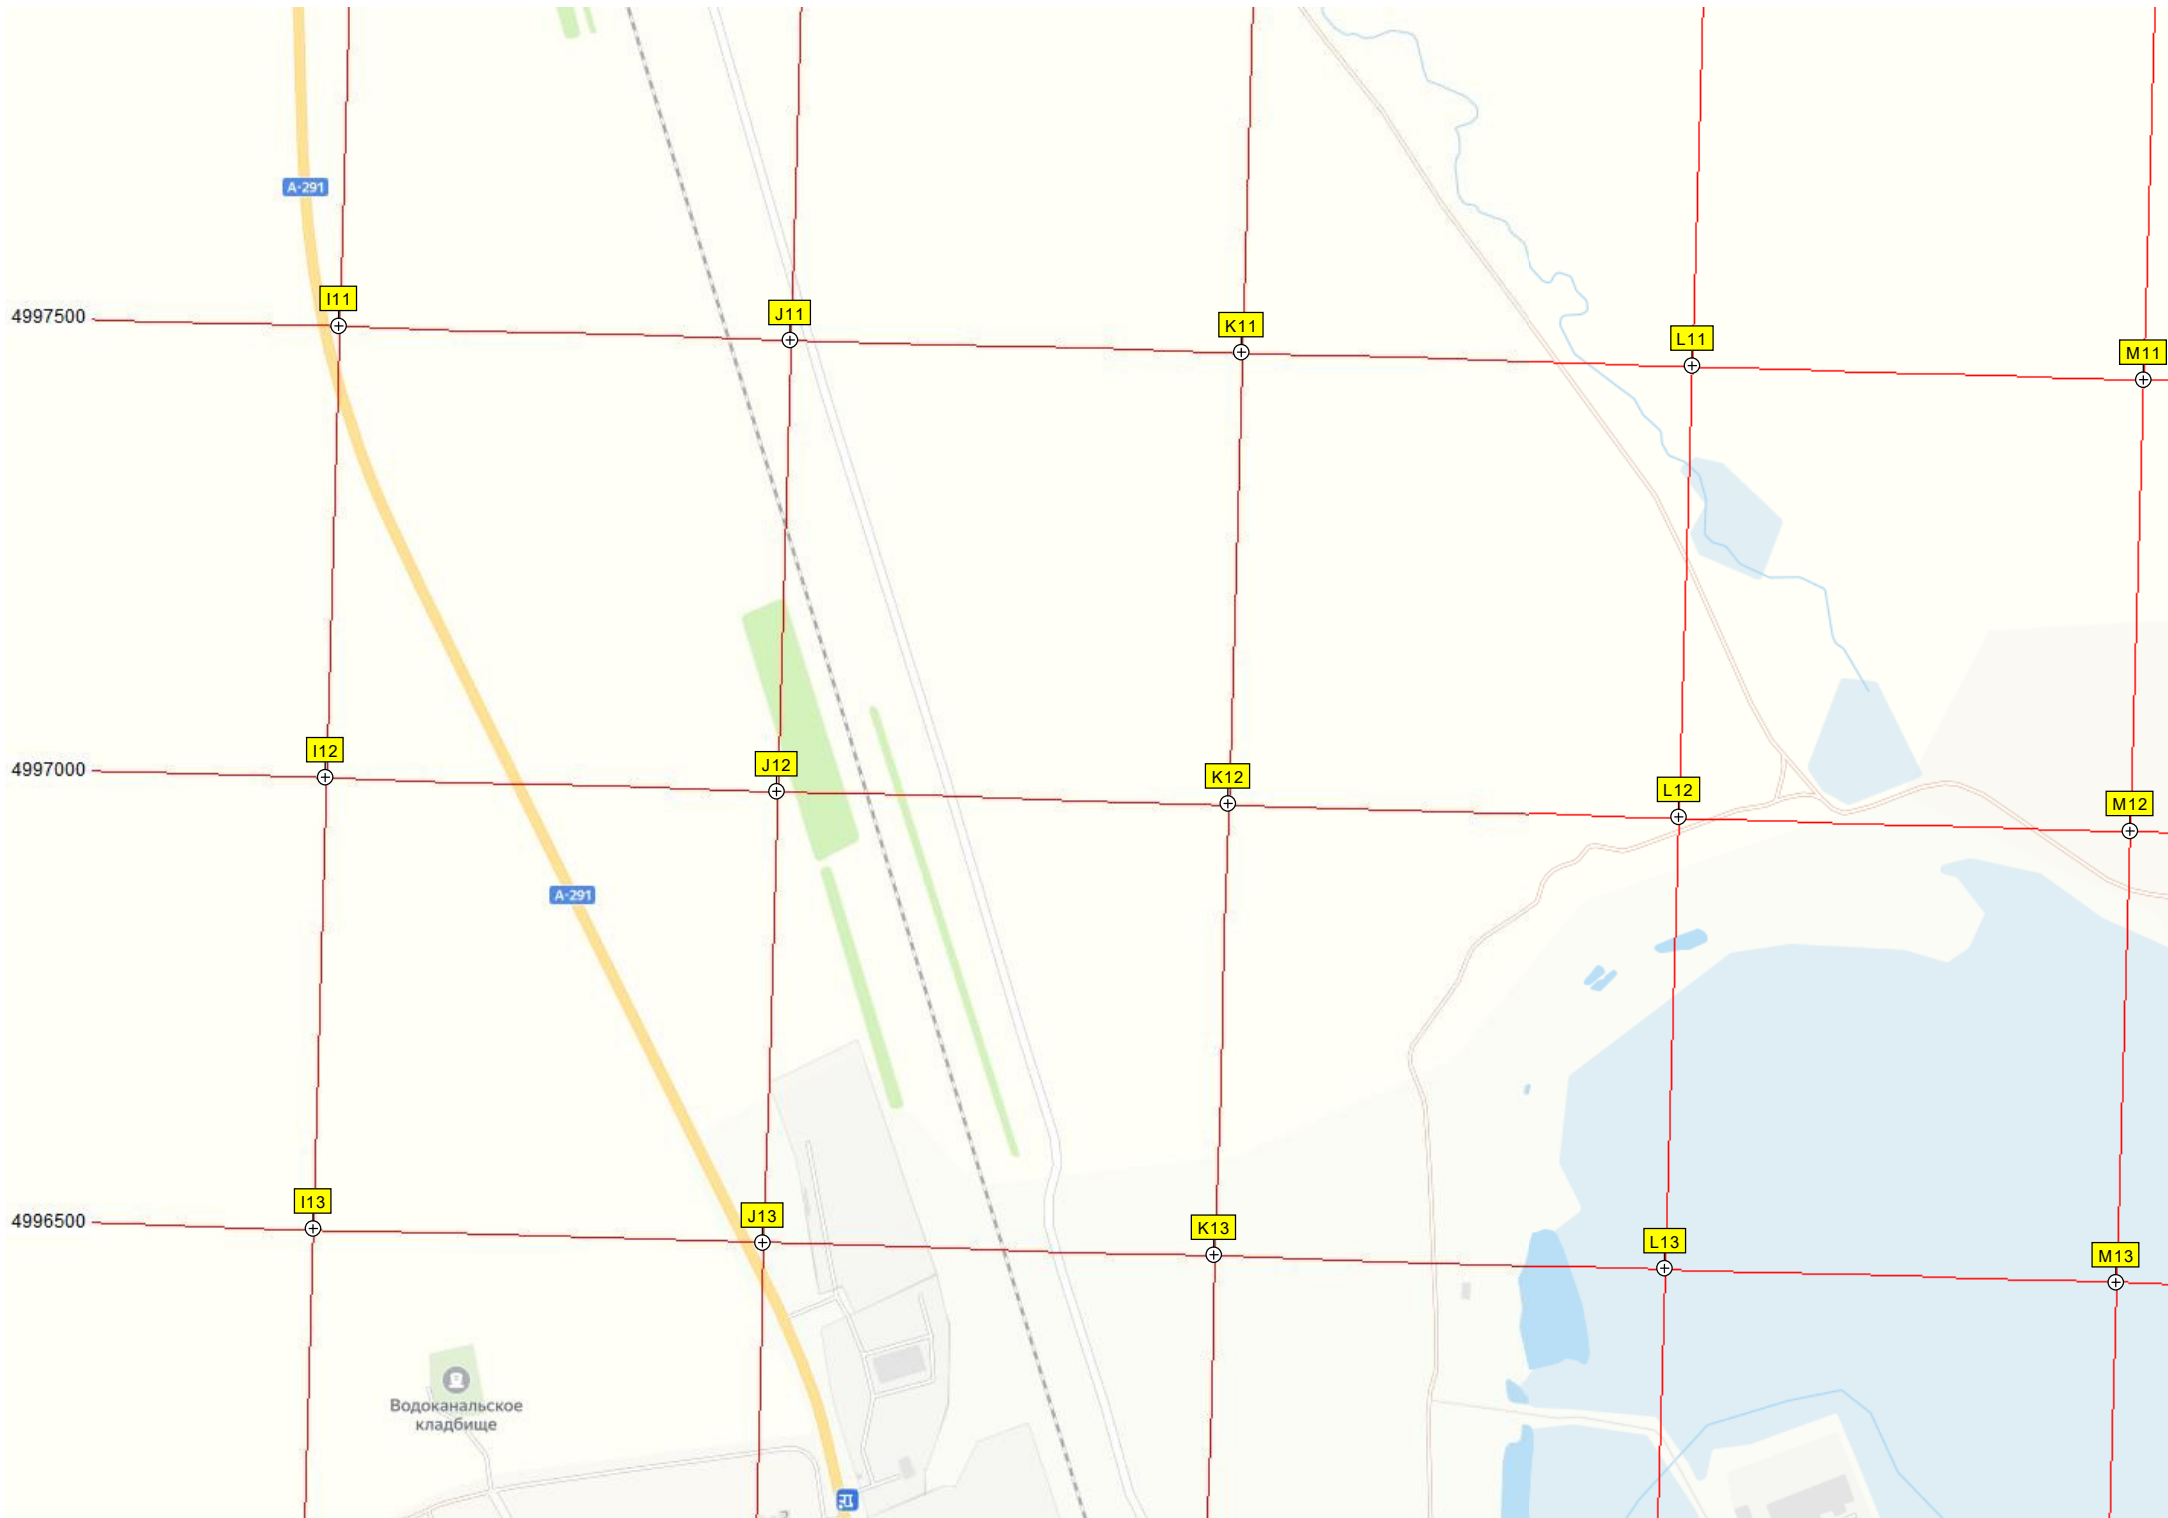 A-291
I11
J11
K11
L11
M11
4997500
I12
J12
K12
L12
M12
4997000
A-291
I13
J13
K13
L13
M13
4996500
Водоканальское
кладбище